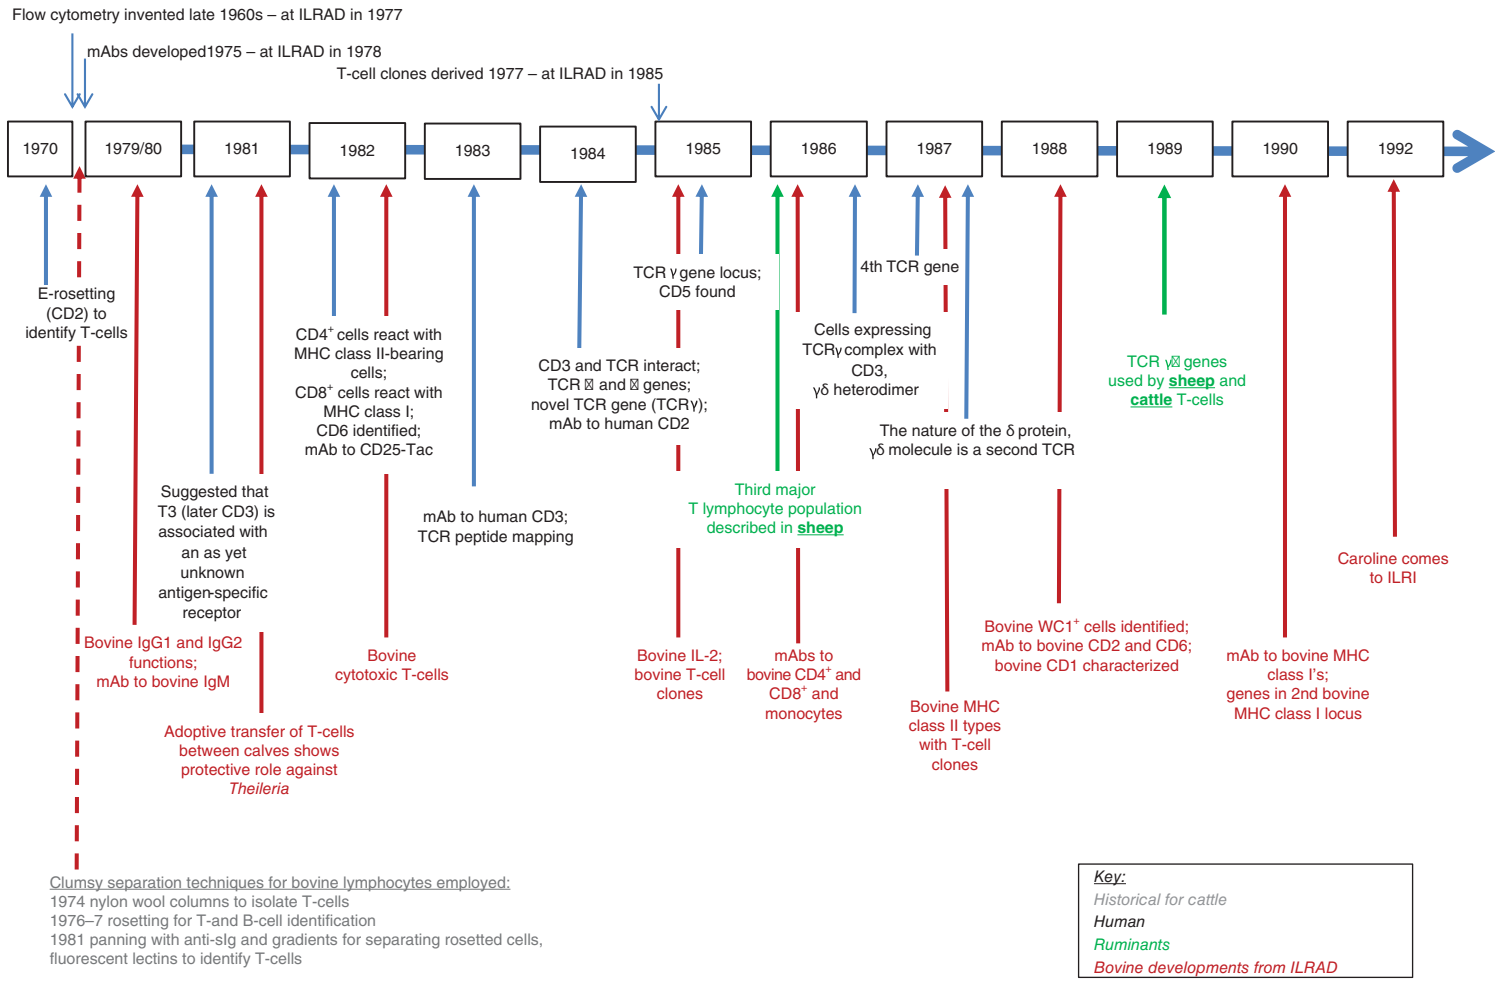 Flow cytometry invented late 1960s – at ILRAD in 1977
mAbs developed1975 – at ILRAD in 1978
T-cell clones derived 1977 – at ILRAD in 1985
1970
1979/80
1981
1982
1983
1984
1985
1986
1987
1988
1989
1990
1992
E-rosetting
(CD2) to
identify T-cells
Bovine IgG1 and IgG2
functions;
mAb to bovine IgM
Suggested that
T3 (later CD3) is
associated with
an as yet
unknown
antigen-specific
receptor
Adoptive transfer of T-cells
between calves shows
protective role against
Theileria
CD4⁺ cells react with
MHC class II-bearing
cells;
CD8⁺ cells react with
MHC class I;
CD6 identified;
mAb to CD25-Tac
Bovine
cytotoxic T-cells
mAb to human CD3;
TCR peptide mapping
CD3 and TCR interact;
TCR and genes;
novel TCR gene (TCRγ);
mAb to human CD2
TCR γ gene locus;
CD5 found
Bovine IL-2;
bovine T-cell
clones
Third major
T lymphocyte population
described in sheep
mAbs to
bovine CD4⁺ and
CD8⁺ and
monocytes
Cells expressing
TCRγ complex with
CD3,
γδ heterodimer
4th TCR gene
Bovine MHC
class II types
with T-cell
clones
The nature of the δ protein,
γδ molecule is a second TCR
Bovine WC1⁺ cells identified;
mAb to bovine CD2 and CD6;
bovine CD1 characterized
TCR γ genes
used by sheep and
cattle T-cells
mAb to bovine MHC
class I's;
genes in 2nd bovine
MHC class I locus
Caroline comes
to ILRI
Clumsy separation techniques for bovine lymphocytes employed:
1974 nylon wool columns to isolate T-cells
1976–7 rosetting for T-and B-cell identification
1981 panning with anti-sIg and gradients for separating rosetted cells,
fluorescent lectins to identify T-cells
Key:
Historical for cattle
Human
Ruminants
Bovine developments from ILRAD